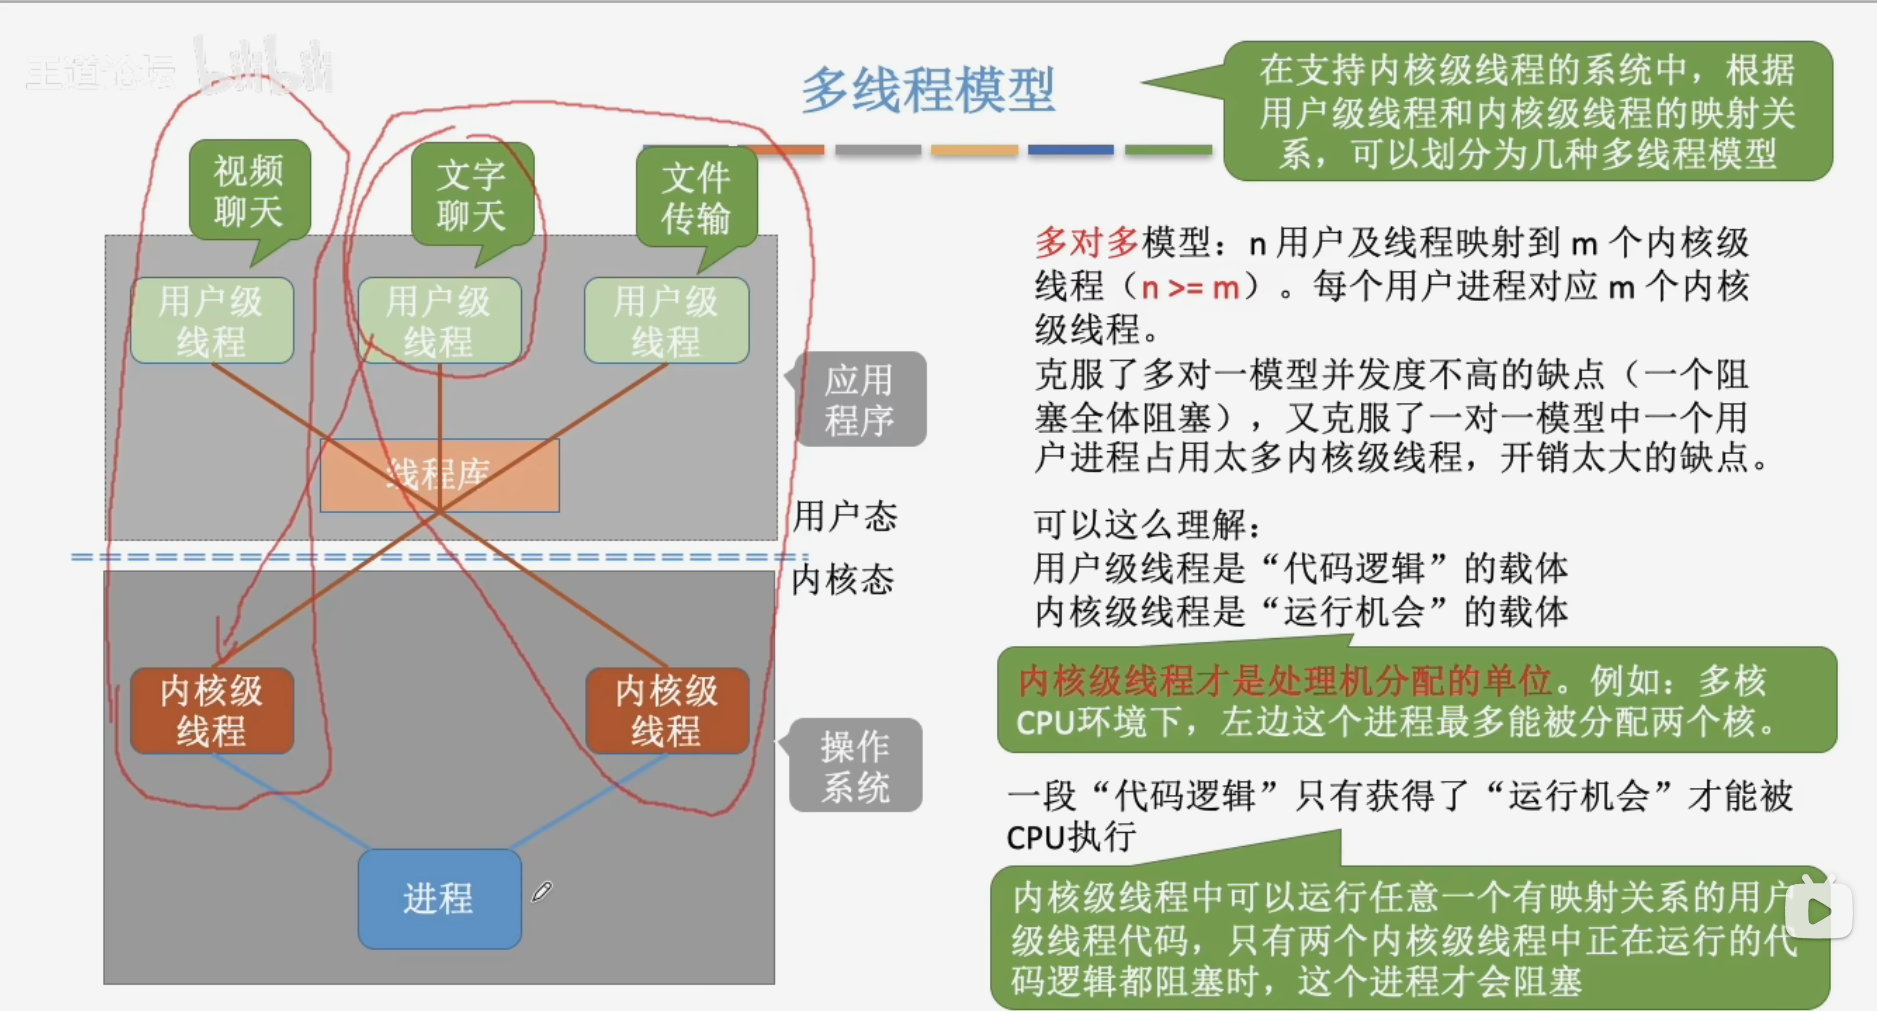 王道论坛 bilibili
多线程模型
在支持内核级线程的系统中，根据
用户级线程和内核级线程的映射关
系，可以划分为几种多线程模型
视频
聊天
文字
聊天
文件
传输
用户级
线程
用户级
线程
用户级
线程
线程库
应用
程序
用户态
内核态
内核级
线程
内核级
线程
操作
系统
进程
多对多模型：n 用户及线程映射到 m 个内核级
线程（n >= m）。每个用户进程对应 m 个内核
级线程。
克服了多对一模型并发度不高的缺点（一个阻
塞全体阻塞），又克服了一对一模型中一个用
户进程占用太多内核级线程，开销太大的缺点。
可以这么理解：
用户级线程是“代码逻辑”的载体
内核级线程是“运行机会”的载体
内核级线程才是处理机分配的单位。例如：多核
CPU环境下，左边这个进程最多能被分配两个核。
一段“代码逻辑”只有获得了“运行机会”才能被
CPU执行
内核级线程中可以运行任意一个有映射关系的用户
级线程代码，只有两个内核级线程中正在运行的代
码逻辑都阻塞时，这个进程才会阻塞